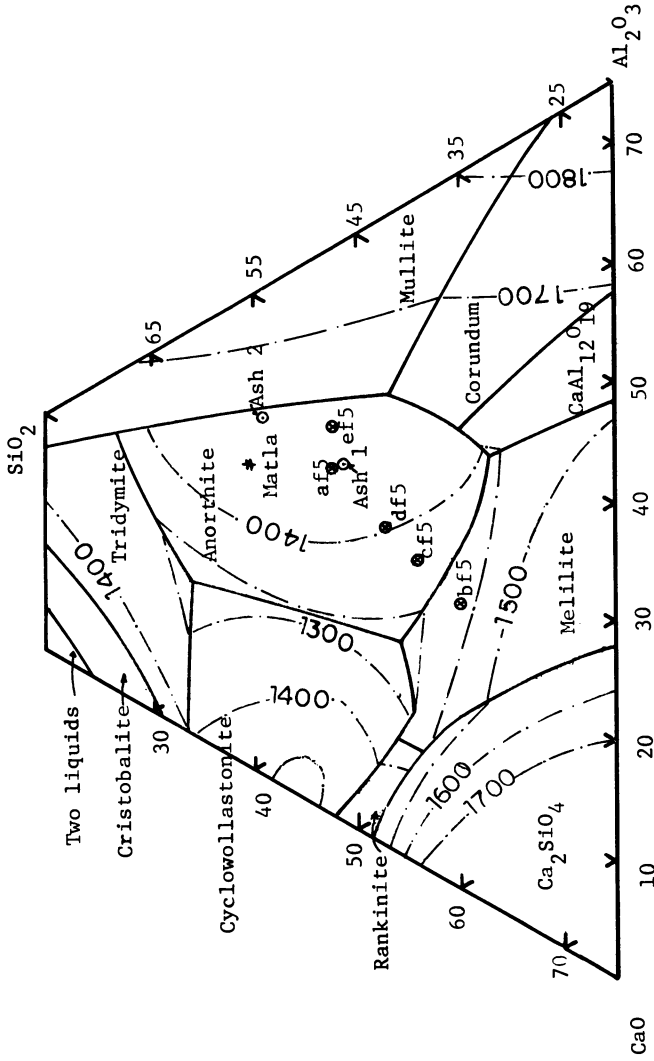 SiO2
Al2O3
CaO
65
55
45
35
25
30
40
50
60
70
10
20
30
40
50
60
70
Two liquids
Cristobalite
Tridymite
1400
Cyclowollastonite
1400
Rankinite
Ca2SiO4
1600
1700
Anorthite
1300
1400
Matla
Ash 2
Ash 1
af5
ef5
df5
cf5
bf5
Mullite
Corundum
CaAl12O19
Melilite
1500
1700
1800